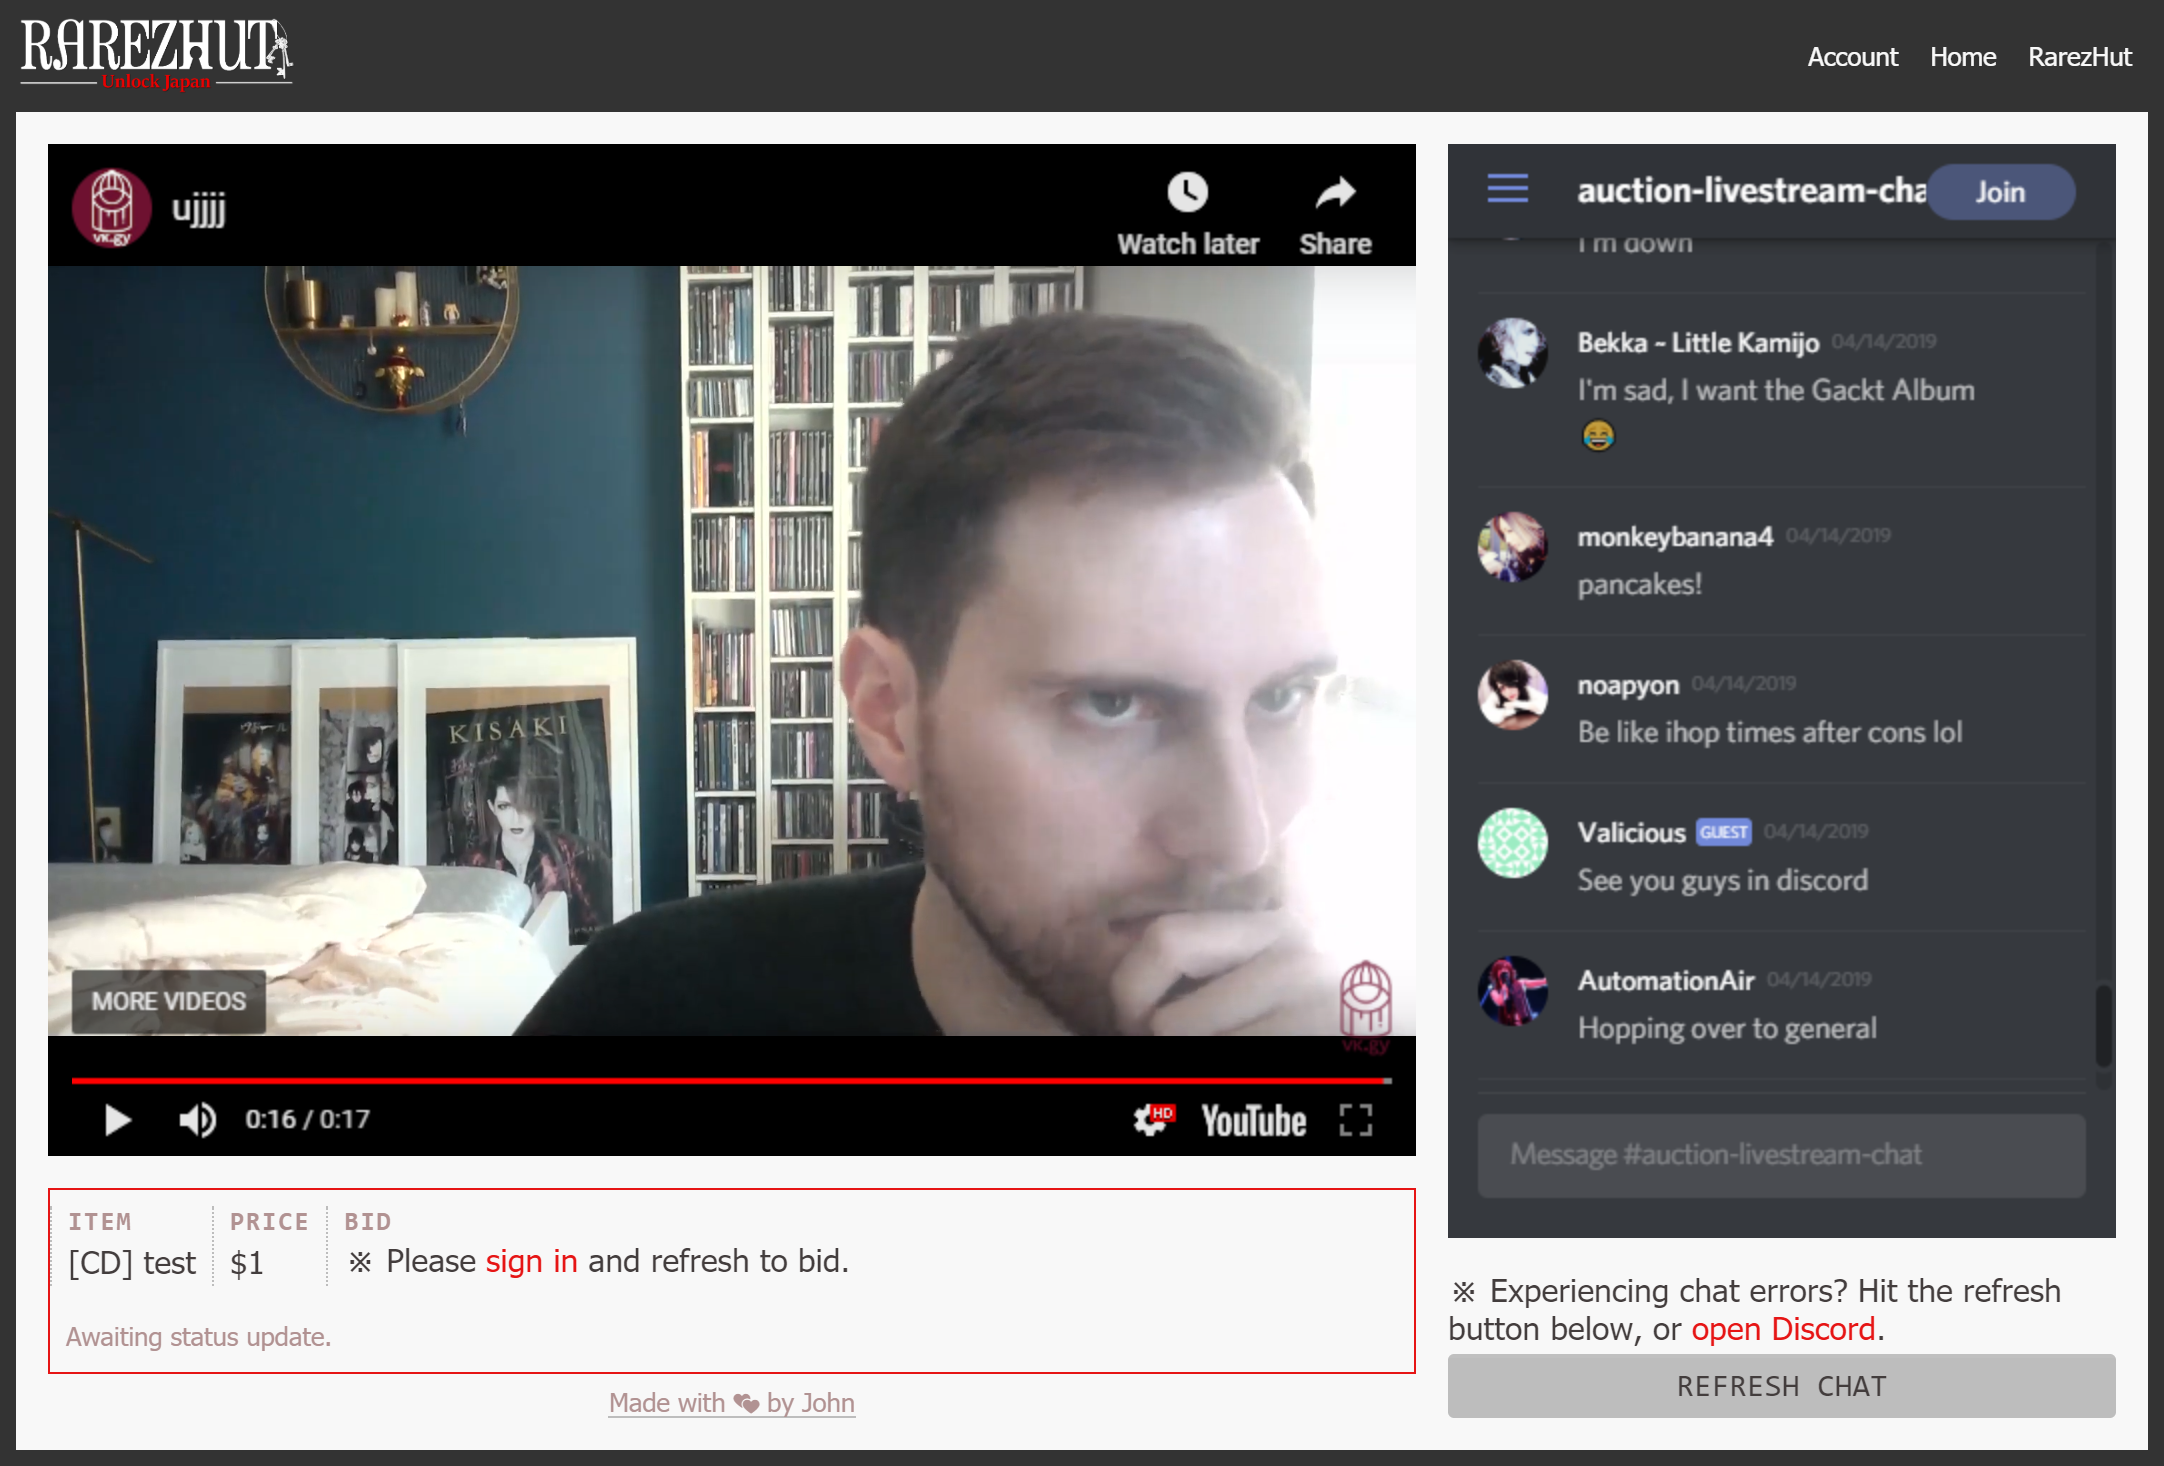 RAREZHUT
Unlock Japan
Account Home RarezHut
vk.gy
ujjjj
Watch later Share
KISAKI
MORE VIDEOS
vk.gy
0:16 / 0:17
HD YouTube
auction-livestream-cha
Join
I'm down
Bekka ~ Little Kamijo 04/14/2019
I'm sad, I want the Gackt Album
😂
monkeybanana4 04/14/2019
pancakes!
noapyon 04/14/2019
Be like ihop times after cons lol
Valicious GUEST 04/14/2019
See you guys in discord
AutomationAir 04/14/2019
Hopping over to general
Message #auction-livestream-chat
ITEM PRICE BID
[CD] test $1 ※ Please sign in and refresh to bid.
Awaiting status update.
Made with 💕 by John
※ Experiencing chat errors? Hit the refresh
button below, or open Discord.
REFRESH CHAT